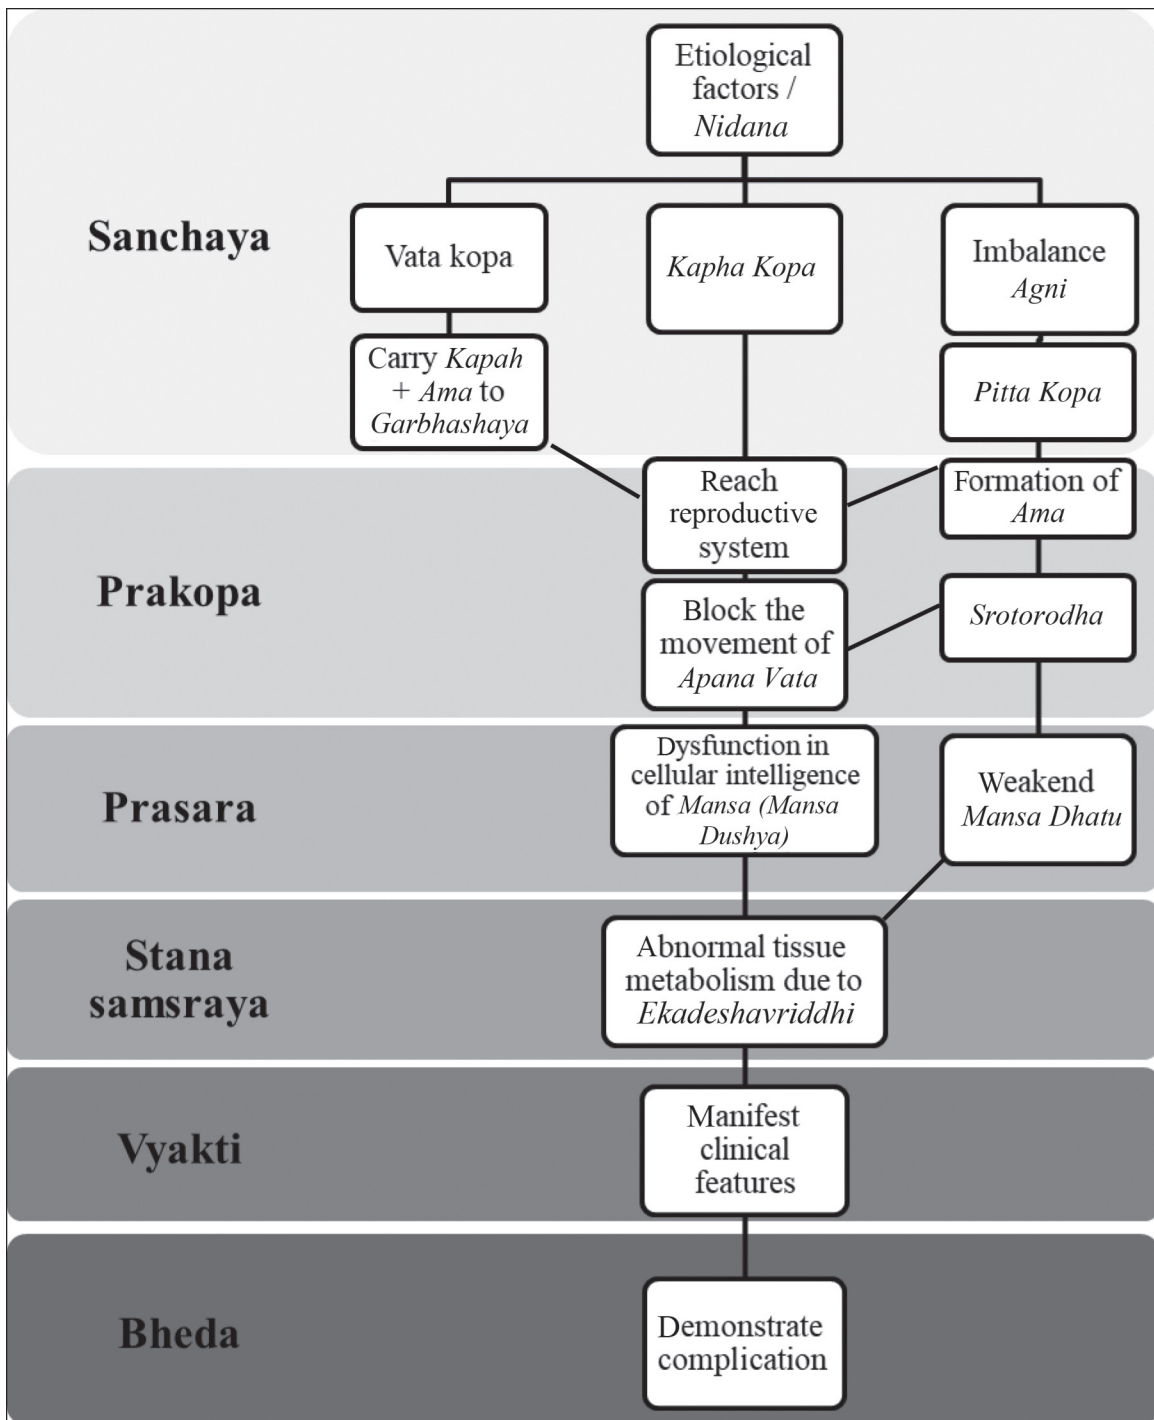 Etiological
factors /
Nidana
Sanchaya
Vata kopa
Kapha Kopa
Imbalance
Agni
Carry Kapah
+ Ama to
Garbhashaya
Pitta Kopa
Prakopa
Reach
reproductive
system
Formation of
Ama
Block the
movement of
Apana Vata
Srotorodha
Prasara
Dysfunction in
cellular intelligence
of Mansa (Mansa
Dushya)
Weakend
Mansa Dhatu
Stana
samsraya
Abnormal tissue
metabolism due to
Ekadeshavriddhi
Vyakti
Manifest
clinical
features
Bheda
Demonstrate
complication